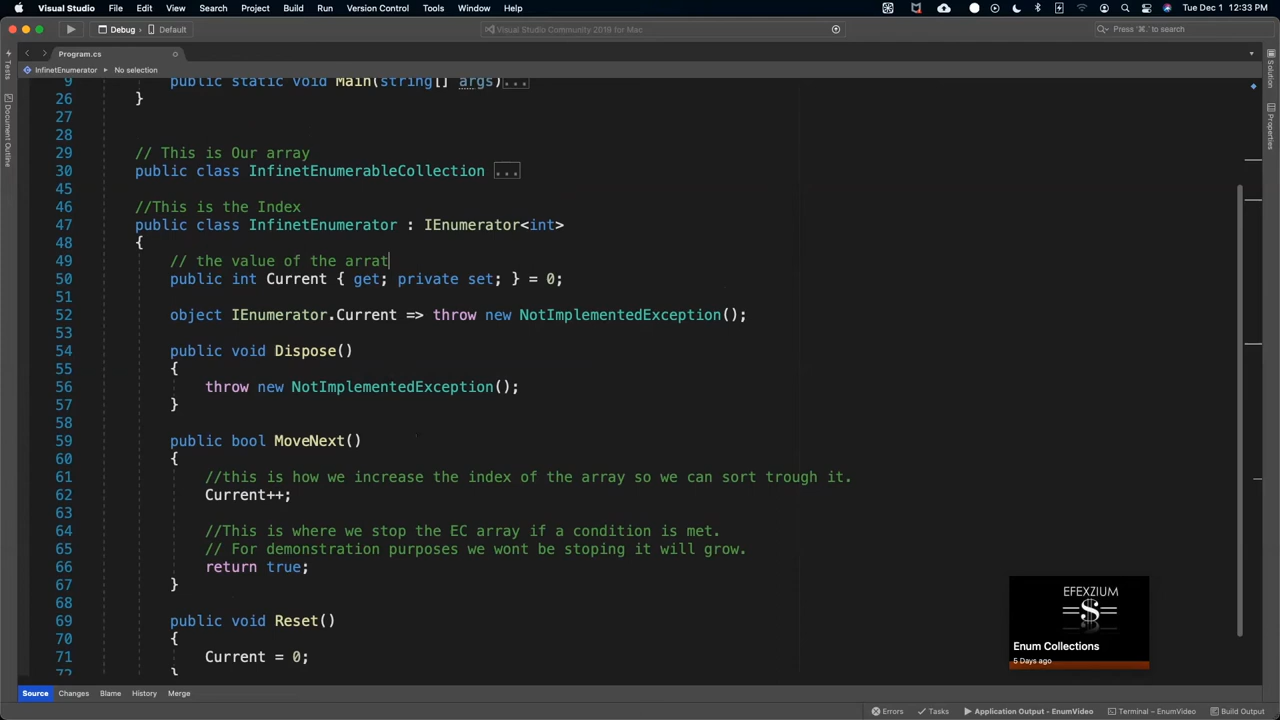 Visual Studio File Edit View Search Project Build Run Version Control Tools Window Help Tue Dec 1 12:33 PM
Debug Default Visual Studio Community 2019 for Mac Press '⌘.' to search
Program.cs
InfinetEnumerator No selection
Tests
Document Outline
Solution
Properties
9 public static void Main(string[] args)...
26 }
27
28
29 // This is Our array
30 public class InfinetEnumerableCollection ...
45
46 //This is the Index
47 public class InfinetEnumerator : IEnumerator<int>
48 {
49 // the value of the arrat
50 public int Current { get; private set; } = 0;
51
52 object IEnumerator.Current => throw new NotImplementedException();
53
54 public void Dispose()
55 {
56 throw new NotImplementedException();
57 }
58
59 public bool MoveNext()
60 {
61 //this is how we increase the index of the array so we can sort trough it.
62 Current++;
63
64 //This is where we stop the EC array if a condition is met.
65 // For demonstration purposes we wont be stoping it will grow.
66 return true;
67 }
68
69 public void Reset()
70 {
71 Current = 0;
72 }
EFEXZIUM
Enum Collections
5 Days ago
Source Changes Blame History Merge
Errors Tasks Application Output - EnumVideo Terminal – EnumVideo Build Output